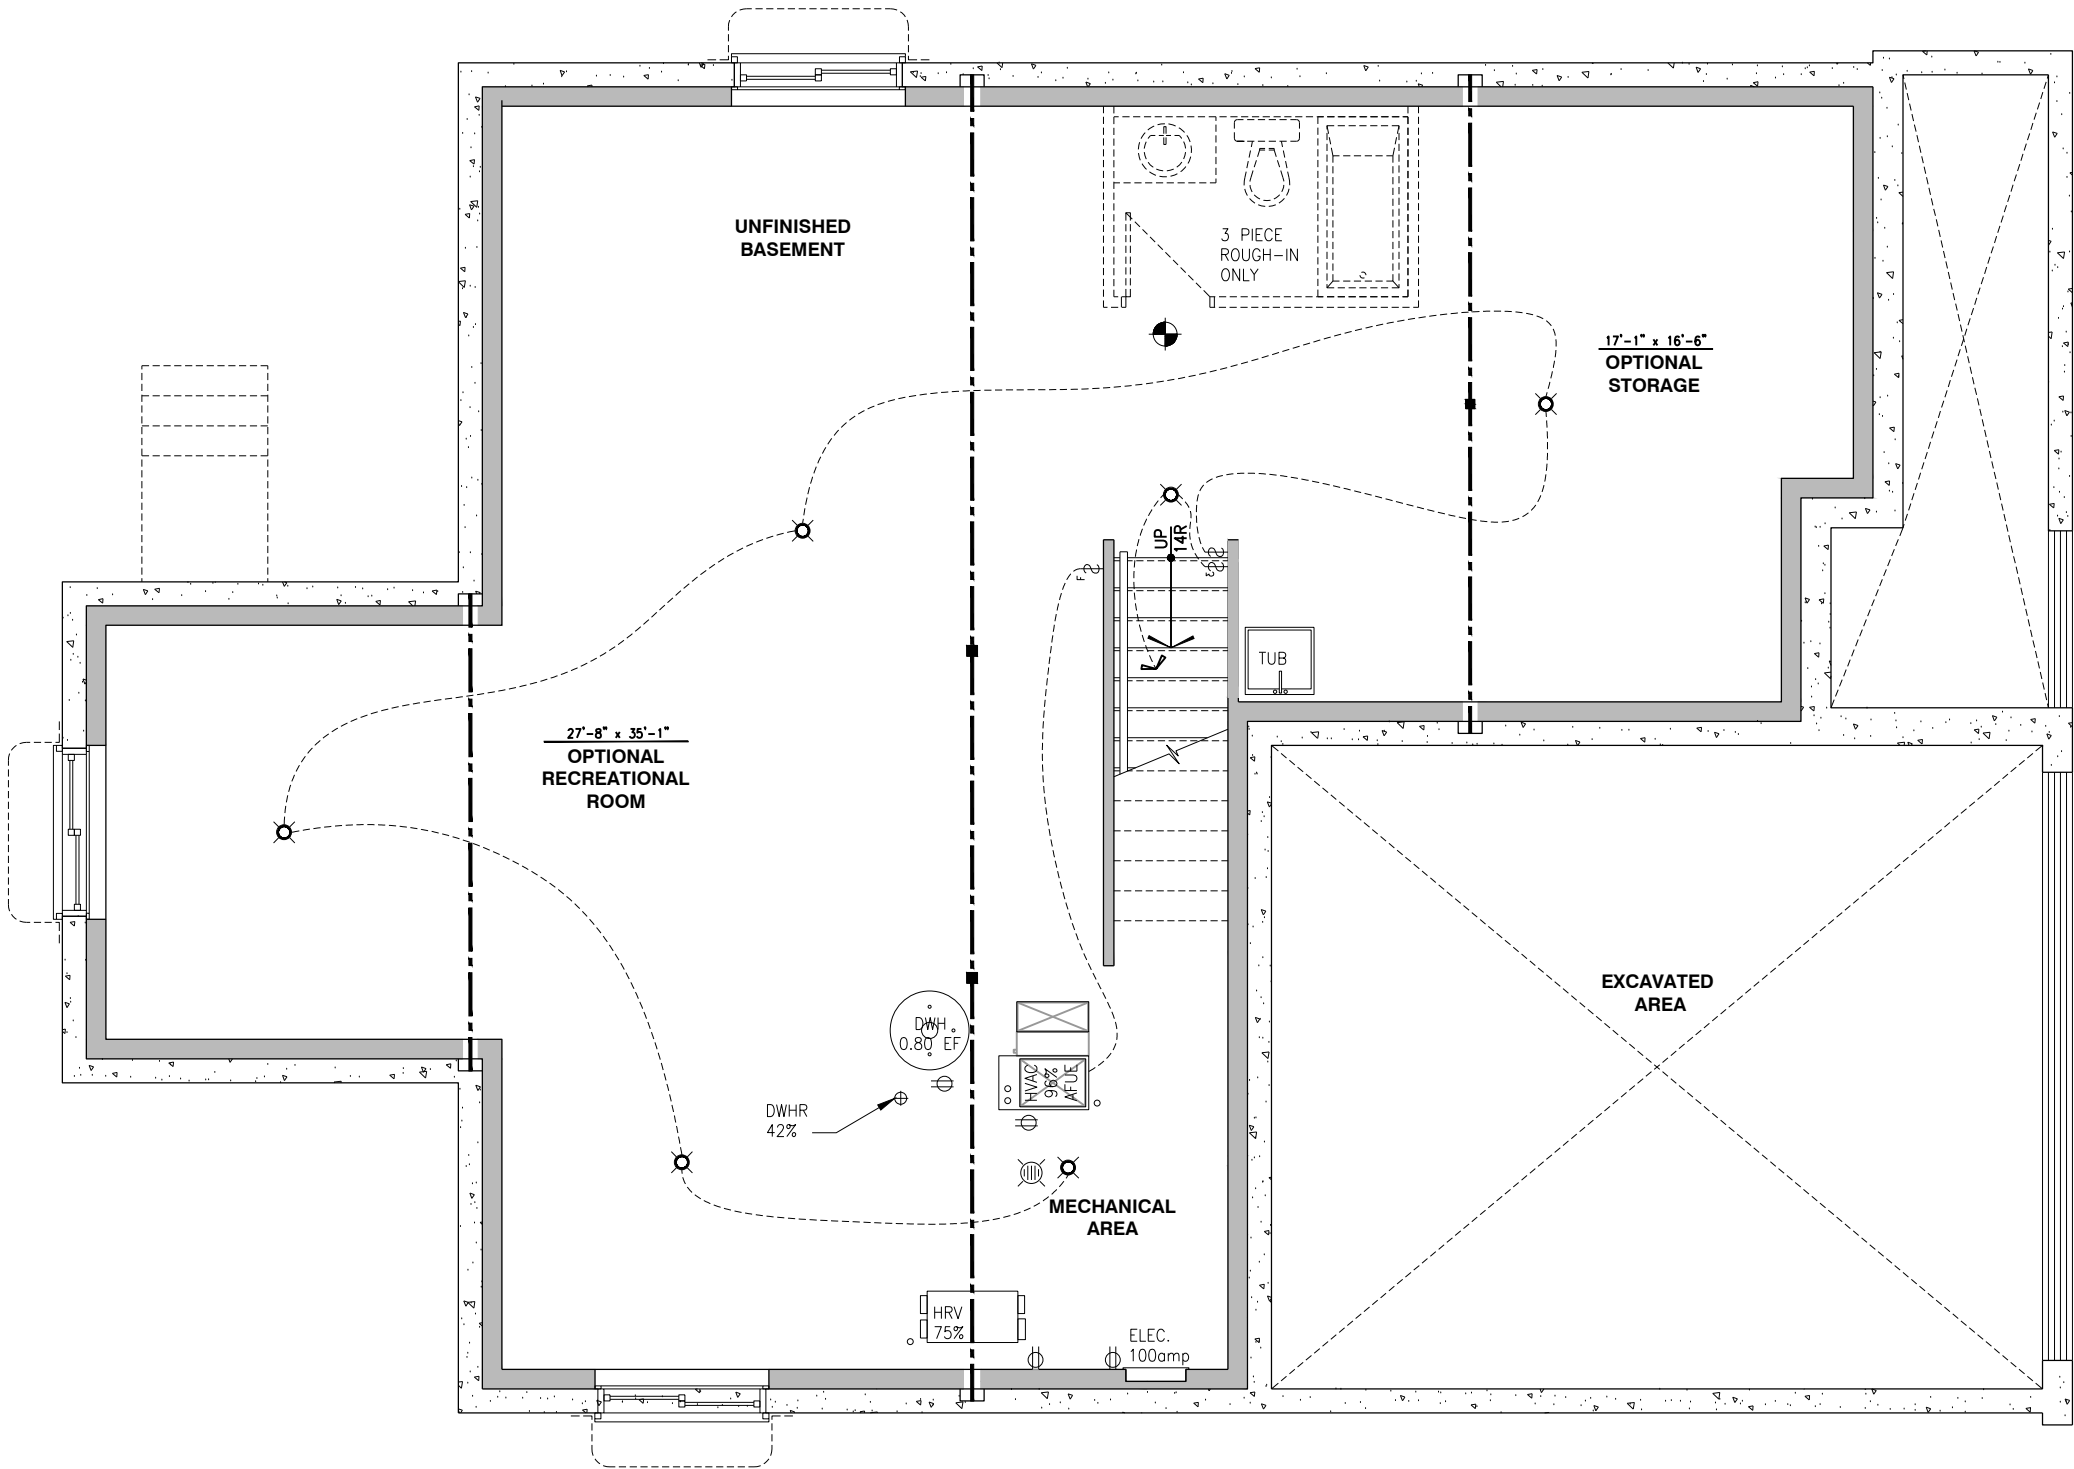 UNFINISHED
BASEMENT
3 PIECE
ROUGH-IN
ONLY
17'-1" x 16'-6"
OPTIONAL
STORAGE
UP
14R
F
3
TUB
27'-8" x 35'-1"
OPTIONAL
RECREATIONAL
ROOM
EXCAVATED
AREA
DWH
0.80 EF
HVAC
96%
AFUE
DWHR
42%
MECHANICAL
AREA
HRV
75%
ELEC.
100amp